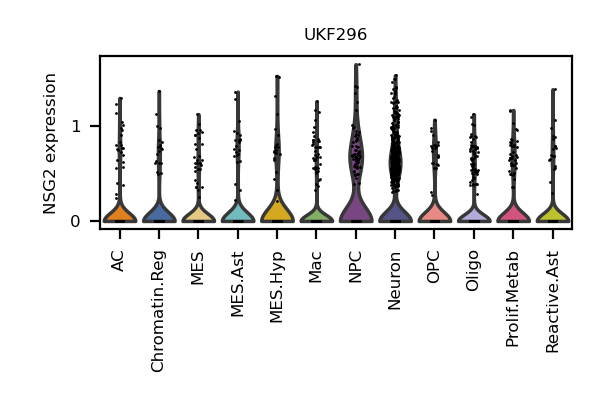 UKF296
NSG2 expression
1
0
AC
Chromatin.Reg
MES
MES.Ast
MES.Hyp
Mac
NPC
Neuron
OPC
Oligo
Prolif.Metab
Reactive.Ast